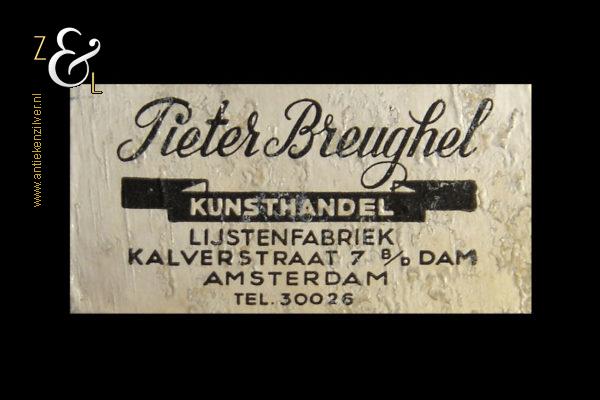 Z & L
www.antiekenzilver.nl
Pieter Breughel
KUNSTHANDEL
LIJSTENFABRIEK
KALVERSTRAAT 7 B/D DAM
AMSTERDAM
TEL. 30026